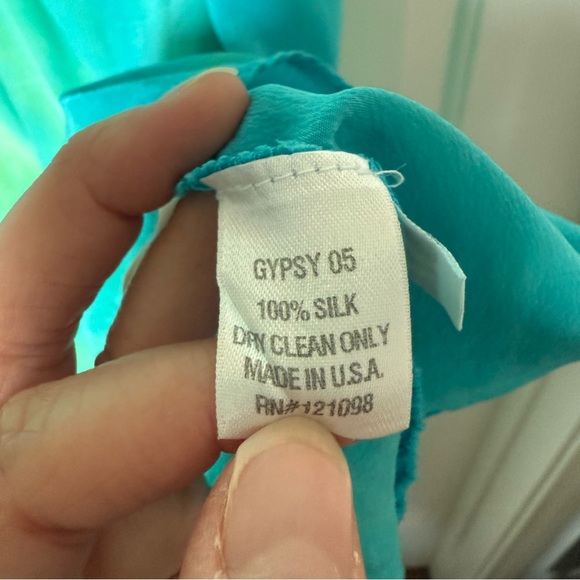 GYPSY 05
100% SILK
DRY CLEAN ONLY
MADE IN U.S.A.
RN#121098